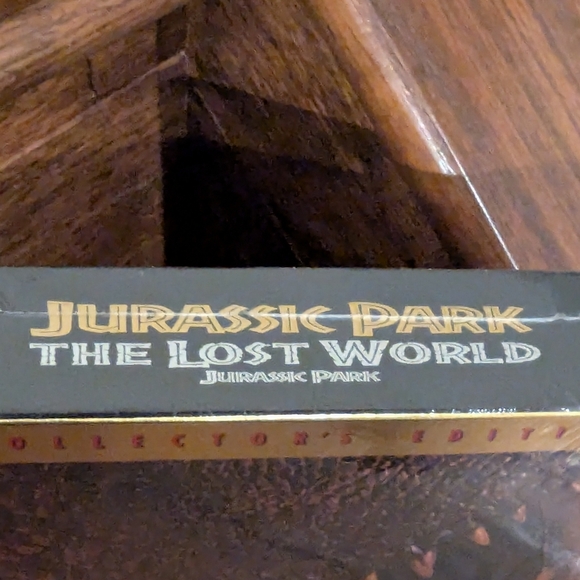 JURASSIC PARK
THE LOST WORLD
JURASSIC PARK
OLLECTOR'S EDITI